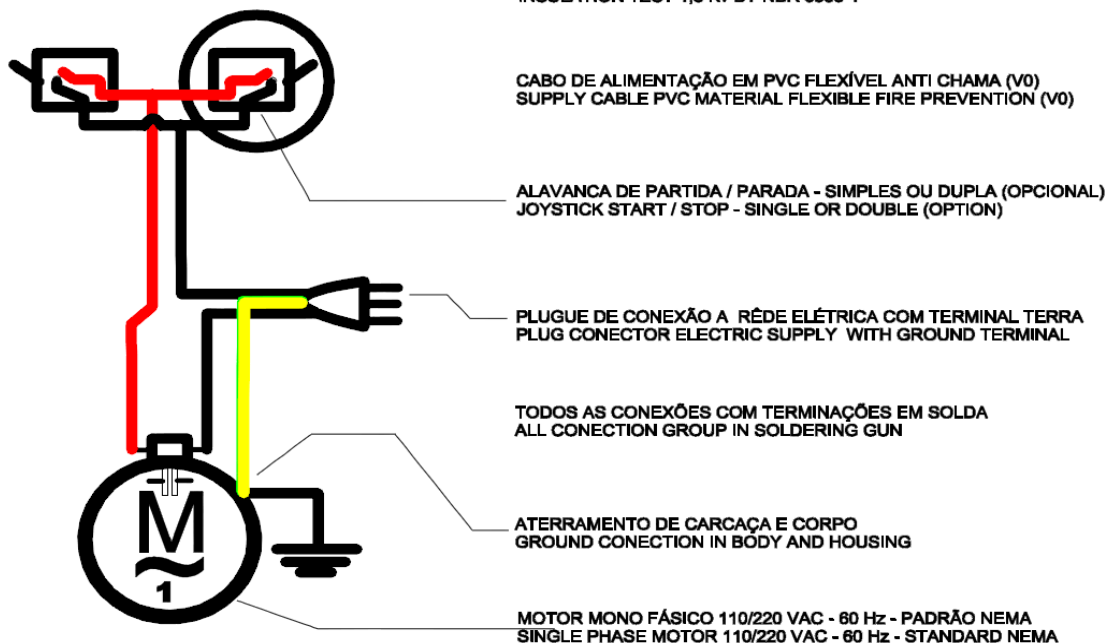 CABO DE ALIMENTAÇÃO EM PVC FLEXÍVEL ANTI CHAMA (V0)
SUPPLY CABLE PVC MATERIAL FLEXIBLE FIRE PREVENTION (V0)
ALAVANCA DE PARTIDA / PARADA - SIMPLES OU DUPLA (OPCIONAL)
JOYSTICK START / STOP - SINGLE OR DOUBLE (OPTION)
PLUGUE DE CONEXÃO A RÊDE ELÉTRICA COM TERMINAL TERRA
PLUG CONECTOR ELECTRIC SUPPLY WITH GROUND TERMINAL
TODOS AS CONEXÕES COM TERMINAÇÕES EM SOLDA
ALL CONECTION GROUP IN SOLDERING GUN
ATERRAMENTO DE CARCAÇA E CORPO
GROUND CONECTION IN BODY AND HOUSING
M
~
1
MOTOR MONO FÁSICO 110/220 VAC - 60 Hz - PADRÃO NEMA
SINGLE PHASE MOTOR 110/220 VAC - 60 Hz - STANDARD NEMA